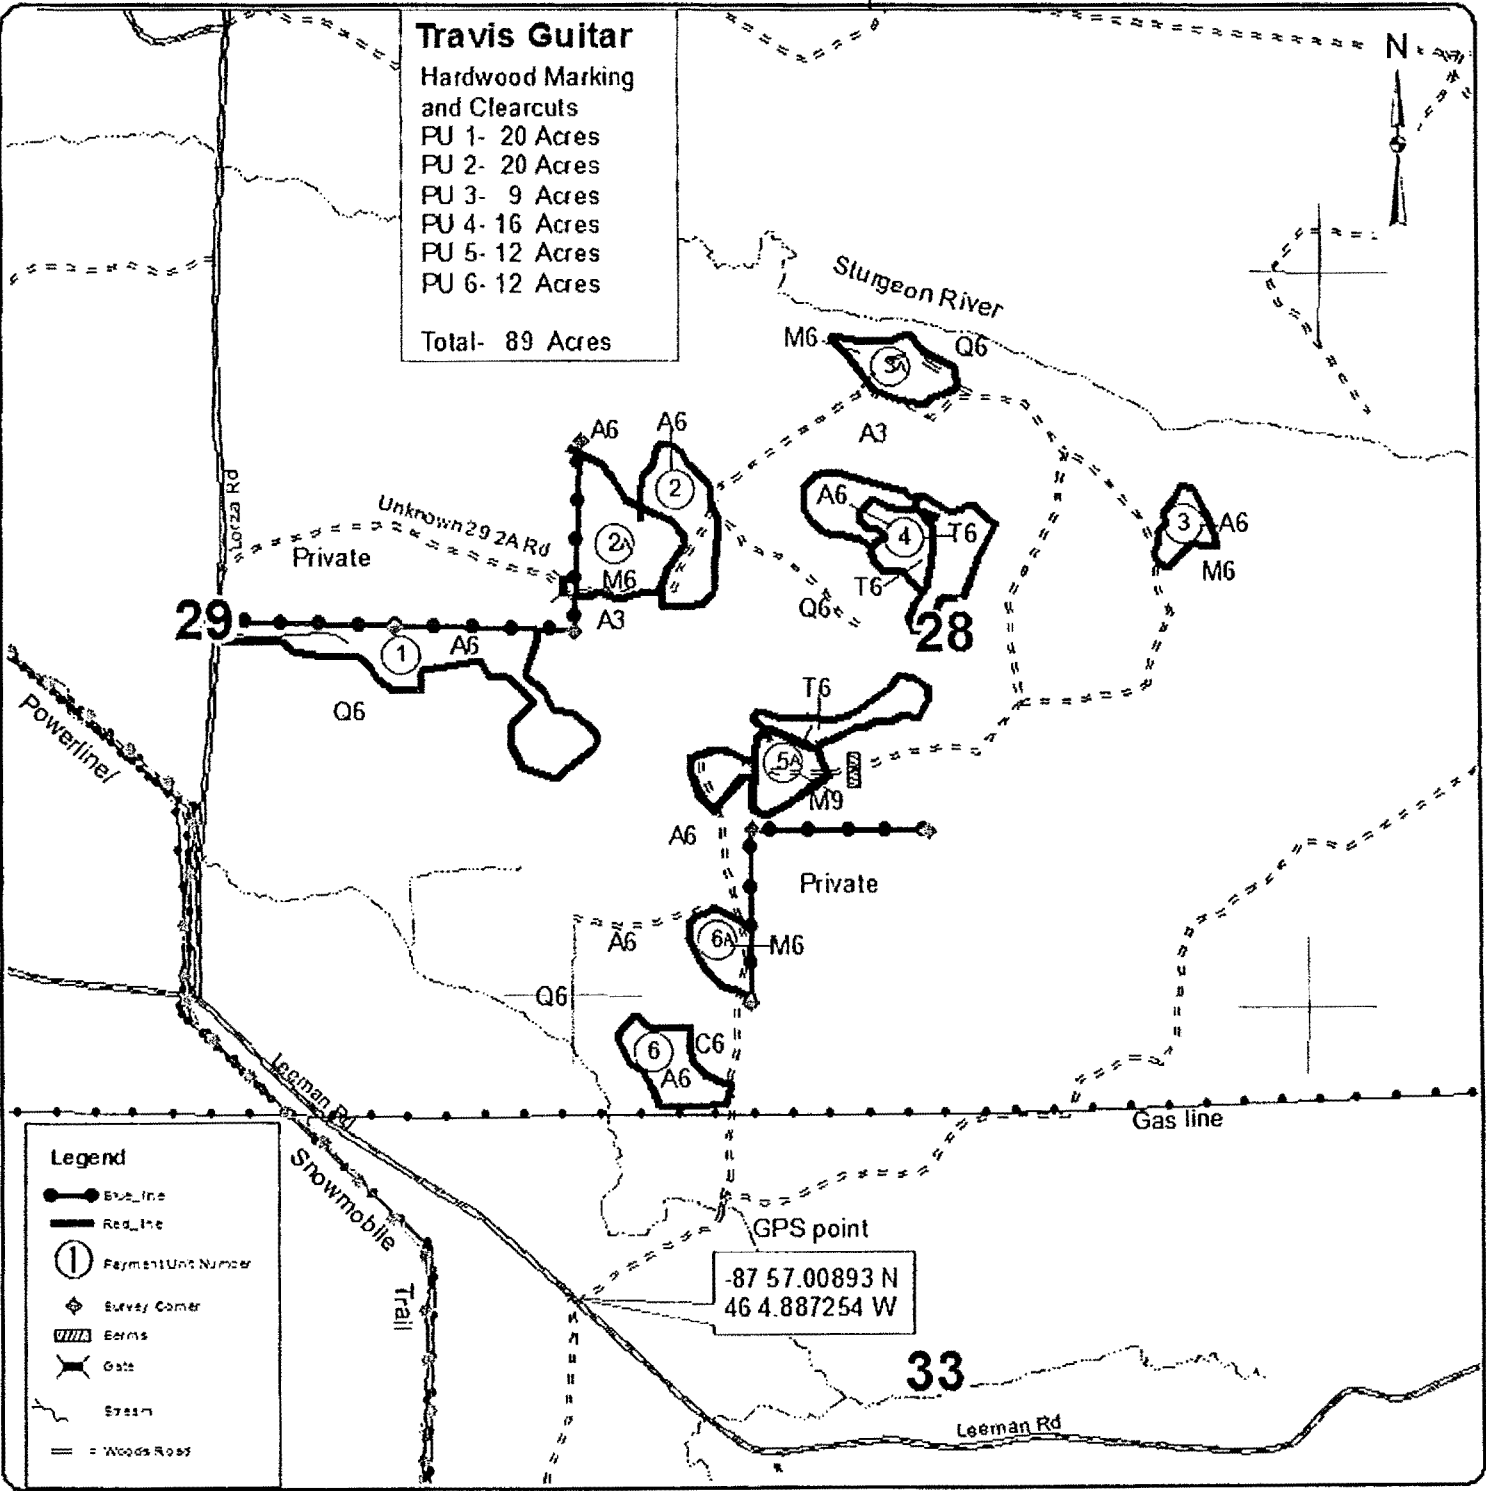 Travis Guitar
Hardwood Marking
and Clearcuts
PU 1- 20 Acres
PU 2- 20 Acres
PU 3- 9 Acres
PU 4- 16 Acres
PU 5- 12 Acres
PU 6- 12 Acres
Total- 89 Acres
N
Sturgeon River
M6
Q6
3A
A3
A6
A6
2
Lorza Rd
Unknown 29 2A Rd
Private
2A
M6
A3
A6
4
T6
T6
Q6
3
A6
M6
29
28
1
A6
Q6
Powerline/
T6
5A
M9
A6
Private
A6
6A
M6
Q6
6
C6
A6
Leeman Rd
Gas line
Snowmobile
Trail
GPS point
-87 57.00893 N
46 4.887254 W
33
Leeman Rd
Legend
Blue_line
Red_line
1
Payment Unit Number
Survey Corner
Berms
Gate
Stream
Woods Road